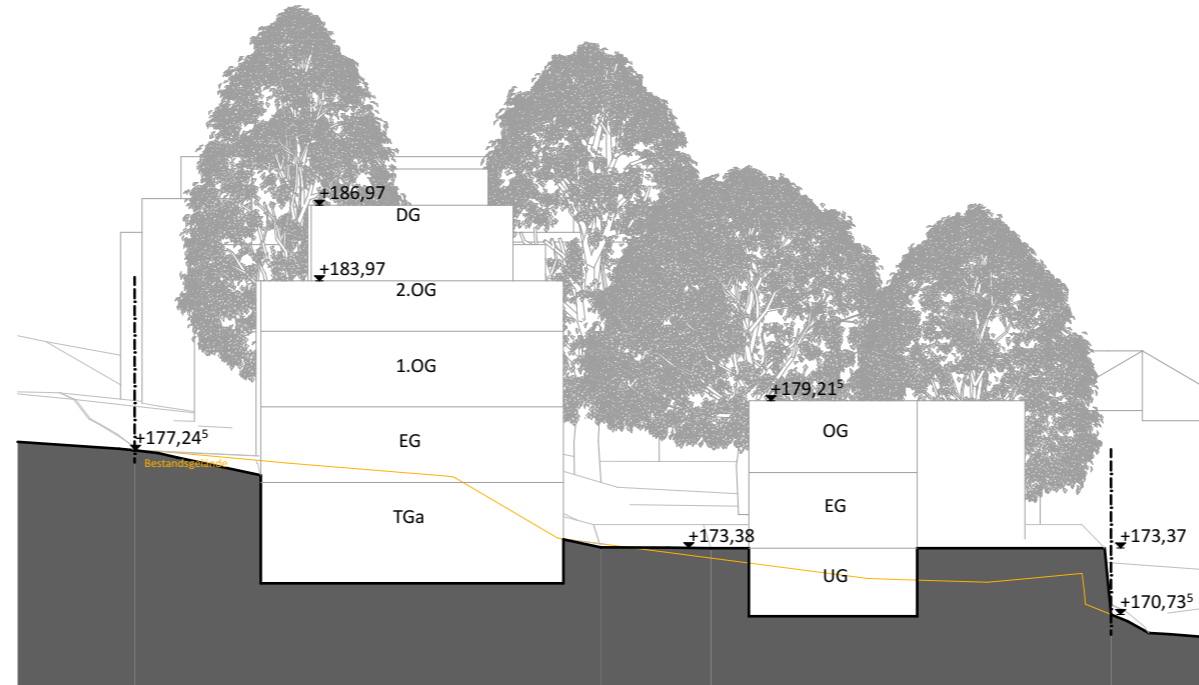 +186,97
DG
+183,97
2.OG
1.OG
+179,21⁵
+177,24⁵
OG
EG
Bestandsgelände
EG
TGa
+173,38
+173,37
UG
+170,73⁵